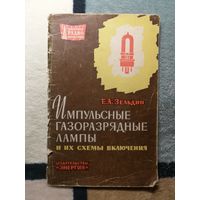 Е.А. Зельдин
Импульсные
газоразрядные
лампы
и их схемы включения
издательство
«Энергия»